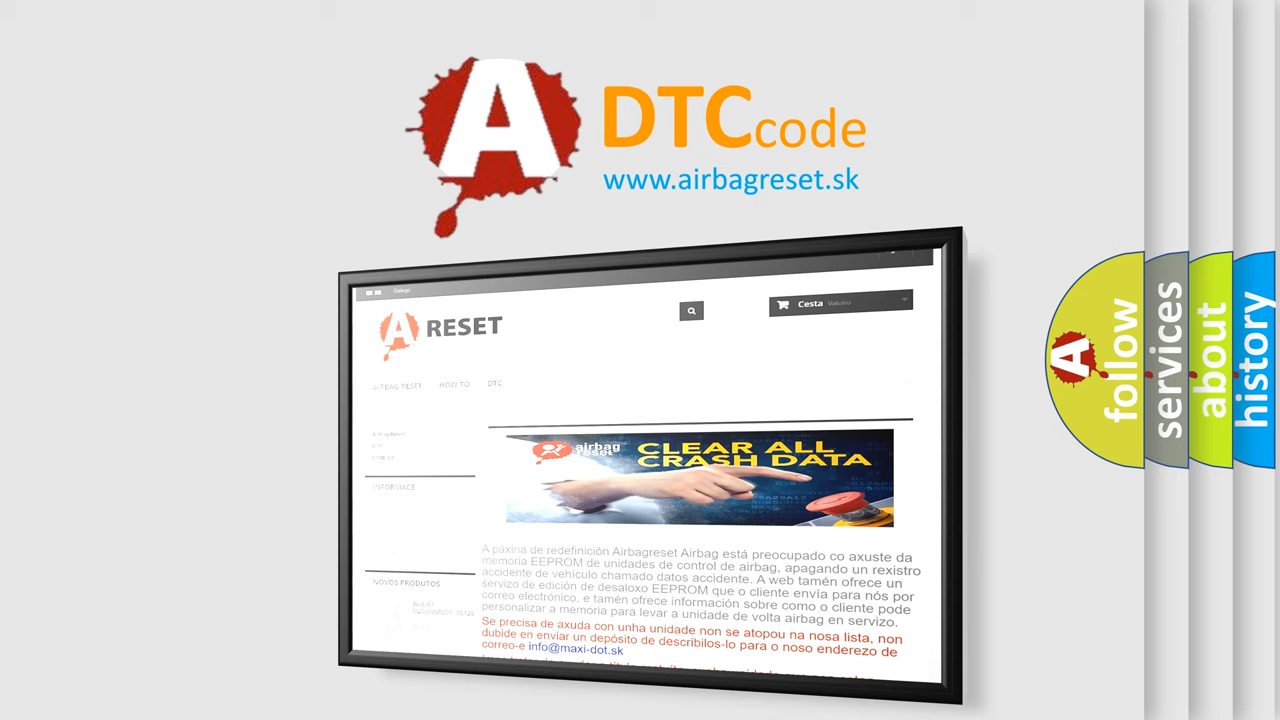 A
DTC code
www.airbagreset.sk
Galego
A RESET
Cesta Valeiro
AIRBAG RESET HOW TO DTC
INFORMACE
NOVOS PRODUTOS
airbag
reset
CLEAR ALL
CRASH DATA
A páxina de redefinición Airbagreset Airbag está preocupado co axuste da
memoria EEPROM de unidades de control de airbag, apagando un rexistro
accidente de vehículo chamado datos accidente. A web tamén ofrece un
servizo de edición de desaloxo EEPROM que o cliente envía para nós por
correo electrónico, e tamén ofrece información sobre como o cliente pode
personalizar a memoria para levar a unidade de volta airbag en servizo.
Se precisa de axuda con unha unidade non se atopou na nosa lista, non
dubide en enviar un depósito de describilos-lo para o noso enderezo de
correo-e info@maxi-dot.sk
A
follow
services
about
history